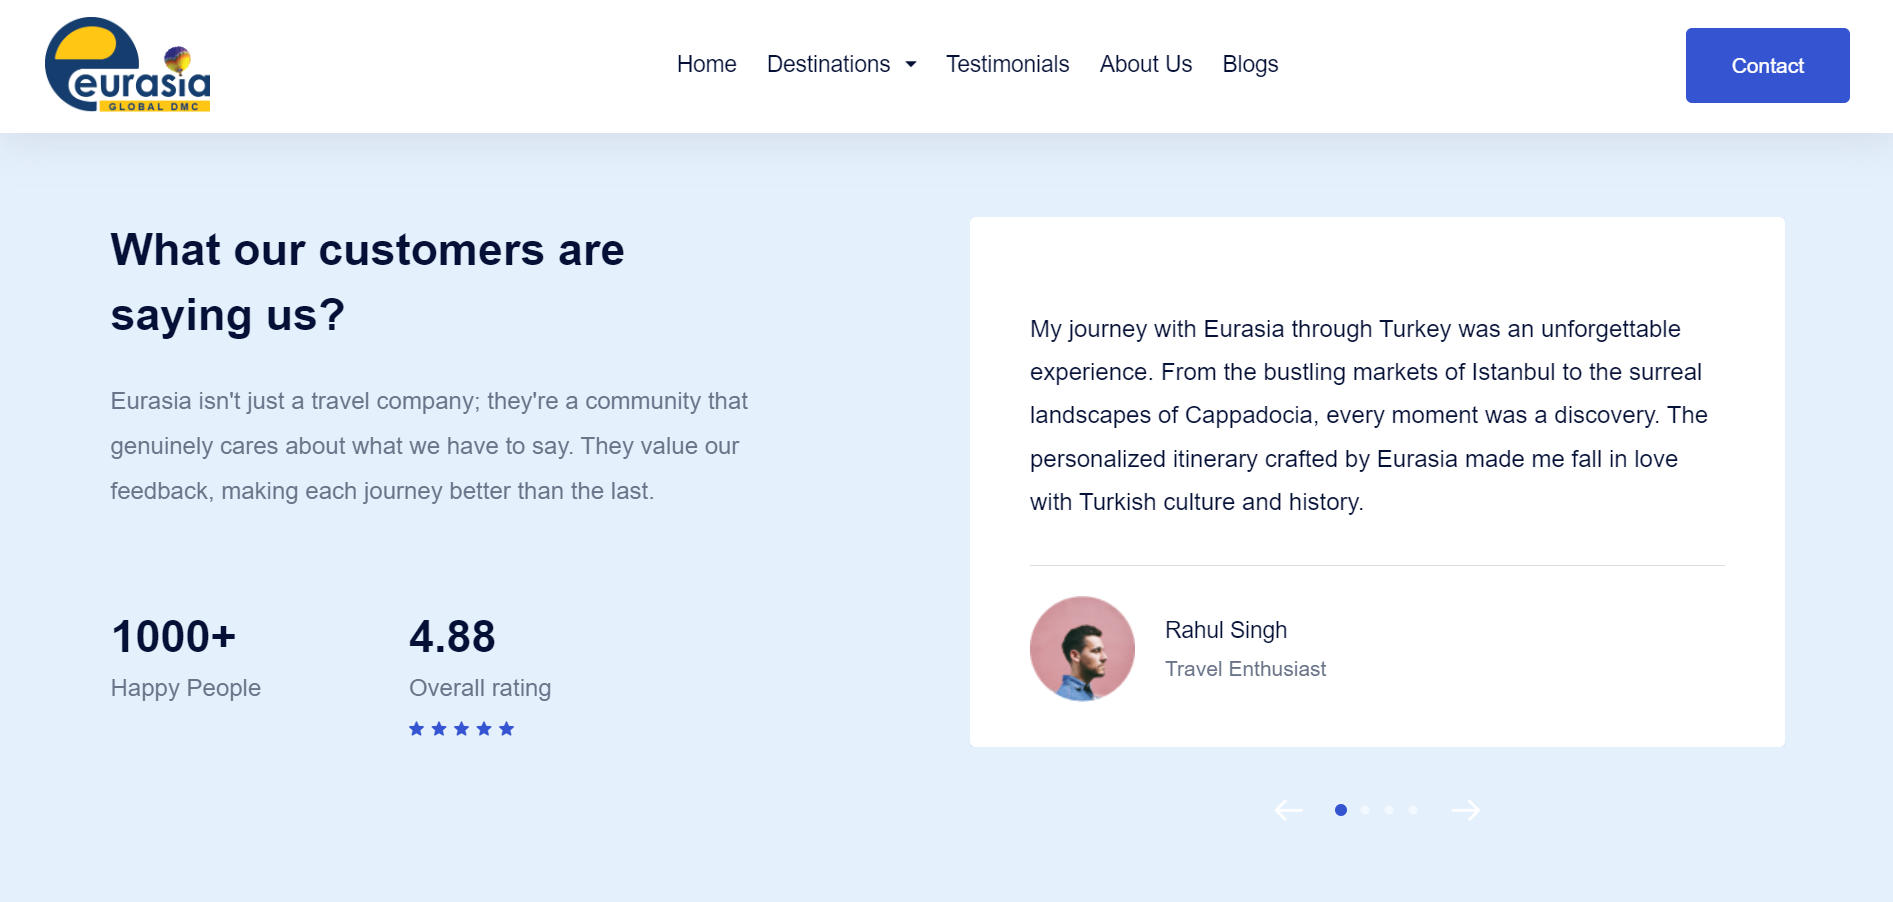 eurasia
GLOBAL DMC
Home
Destinations
Testimonials
About Us
Blogs
Contact
What our customers are
saying us?
Eurasia isn't just a travel company; they're a community that
genuinely cares about what we have to say. They value our
feedback, making each journey better than the last.
1000+
Happy People
4.88
Overall rating
My journey with Eurasia through Turkey was an unforgettable
experience. From the bustling markets of Istanbul to the surreal
landscapes of Cappadocia, every moment was a discovery. The
personalized itinerary crafted by Eurasia made me fall in love
with Turkish culture and history.
Rahul Singh
Travel Enthusiast